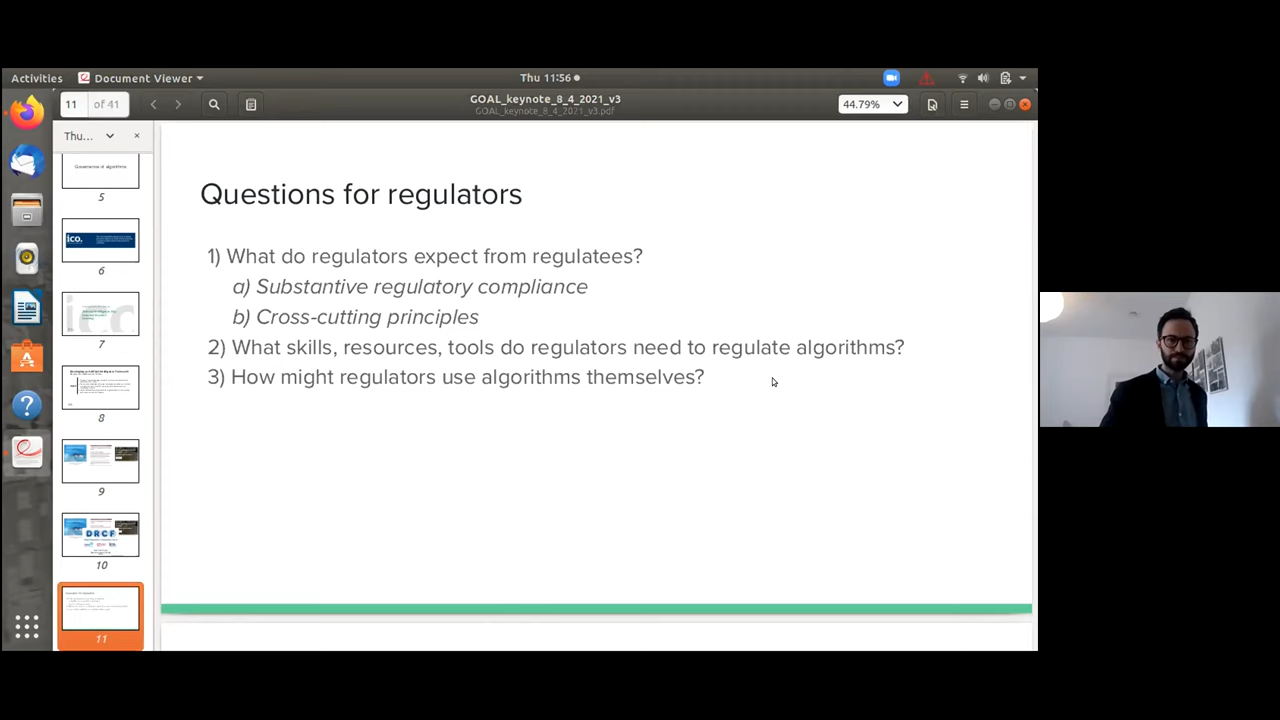 Activities
Document Viewer
Thu 11:56
11 of 41
GOAL_keynote_8_4_2021_v3
GOAL_keynote_8_4_2021_v3.pdf
44.79%
Thu...
Governance of algorithms
5
ico.
6
7
8
9
DRCF
10
11
Questions for regulators
1) What do regulators expect from regulatees?
a) Substantive regulatory compliance
b) Cross-cutting principles
2) What skills, resources, tools do regulators need to regulate algorithms?
3) How might regulators use algorithms themselves?